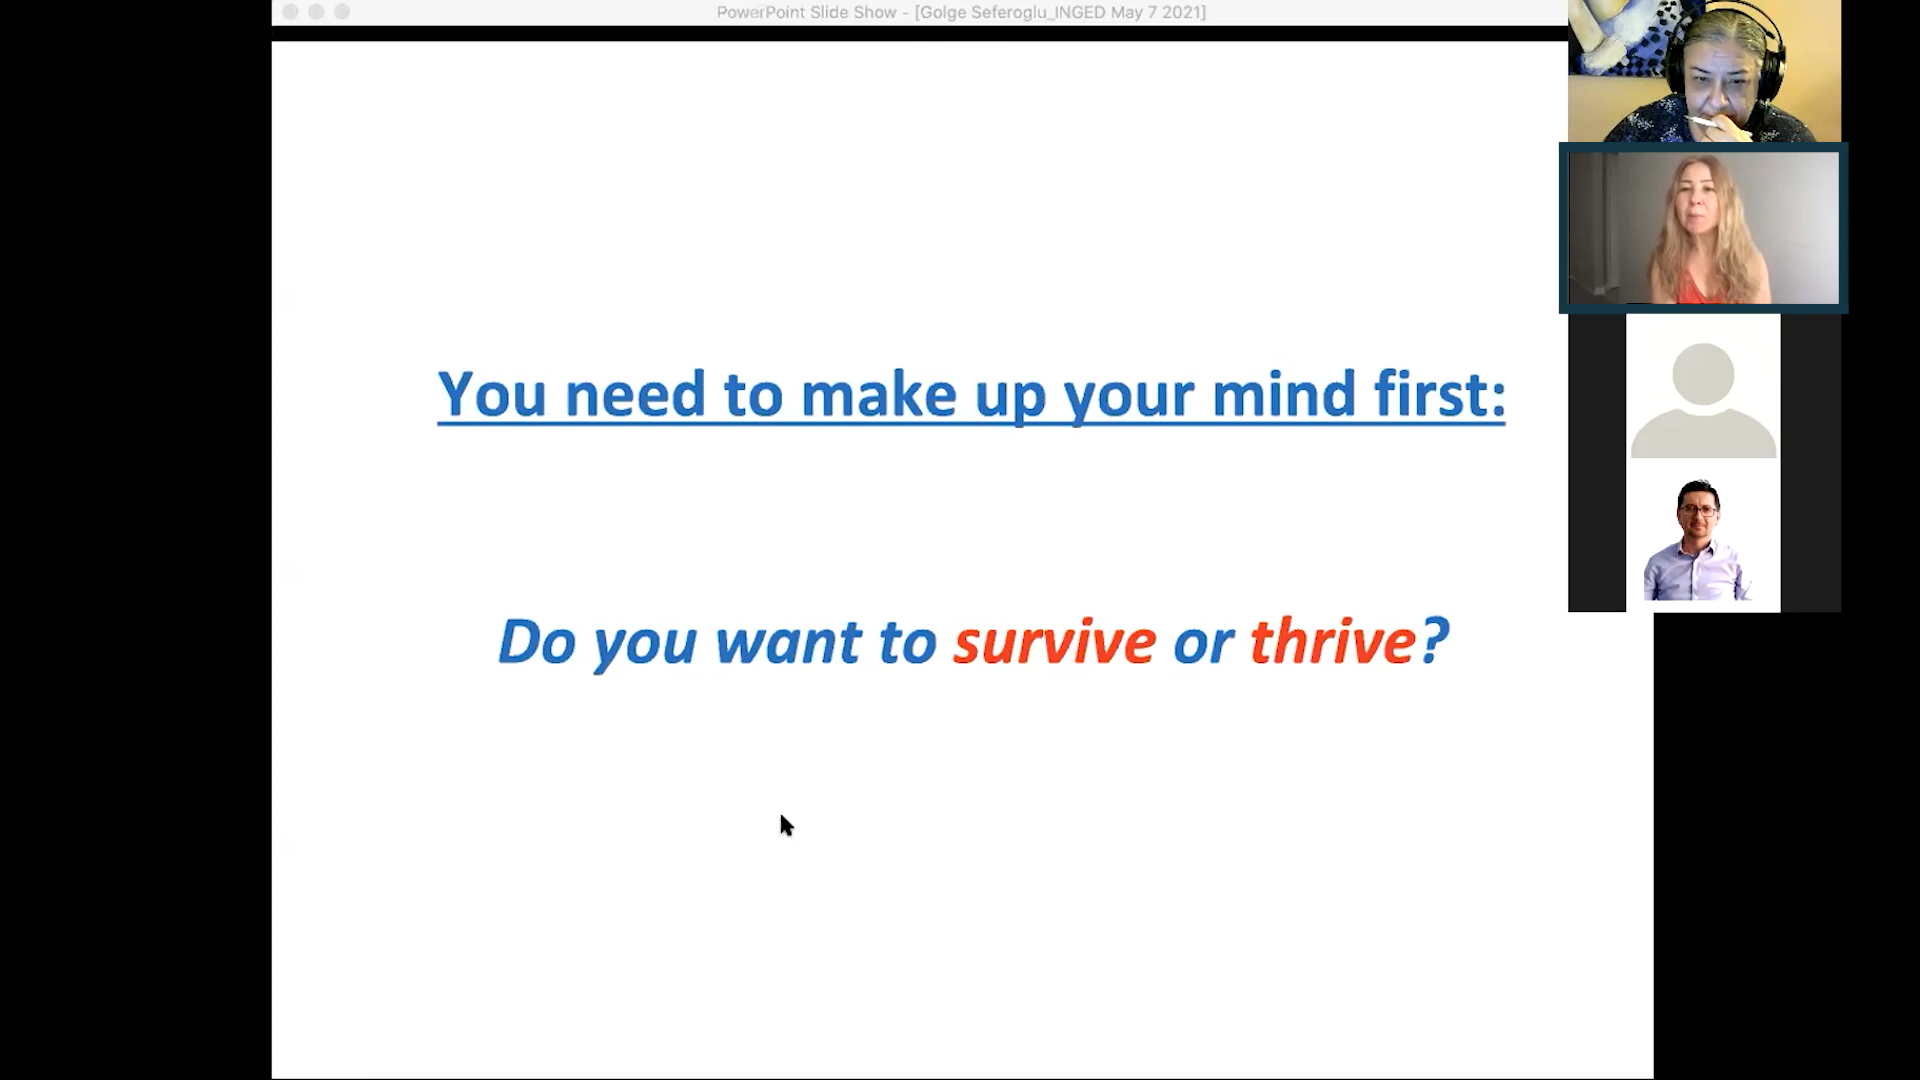 PowerPoint Slide Show - [Golge Seferoglu_INGED May 7 2021]
You need to make up your mind first:
Do you want to survive or thrive?